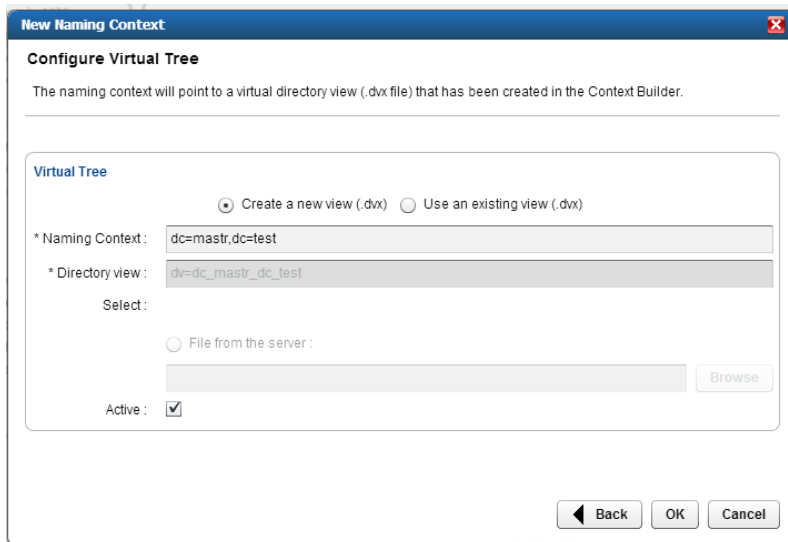 New Naming Context
Configure Virtual Tree
The naming context will point to a virtual directory view (.dvx file) that has been created in the Context Builder.
Virtual Tree
Create a new view (.dvx) Use an existing view (.dvx)
* Naming Context : dc=mastr,dc=test
* Directory view : dv=dc_mastr_dc_test
Select :
File from the server :
Browse
Active :
Back OK Cancel